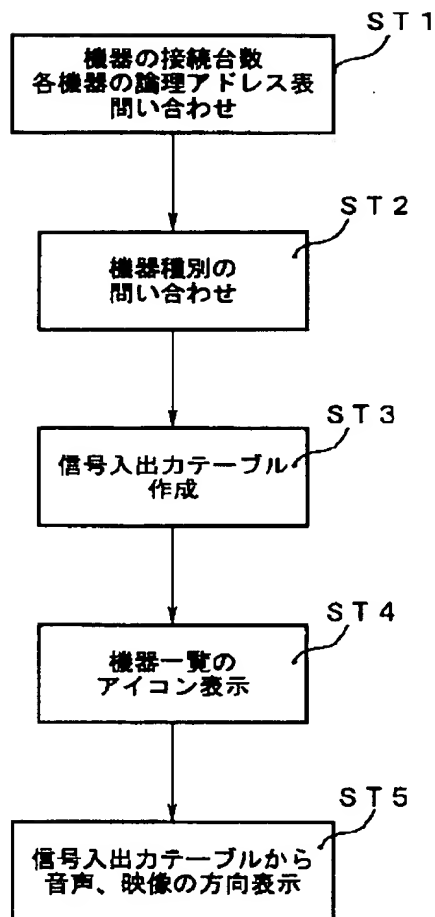 ST1
機器の接続台数
各機器の論理アドレス表
問い合わせ
ST2
機器種別の
問い合わせ
ST3
信号入出力テーブル
作成
ST4
機器一覧の
アイコン表示
ST5
信号入出力テーブルから
音声、映像の方向表示